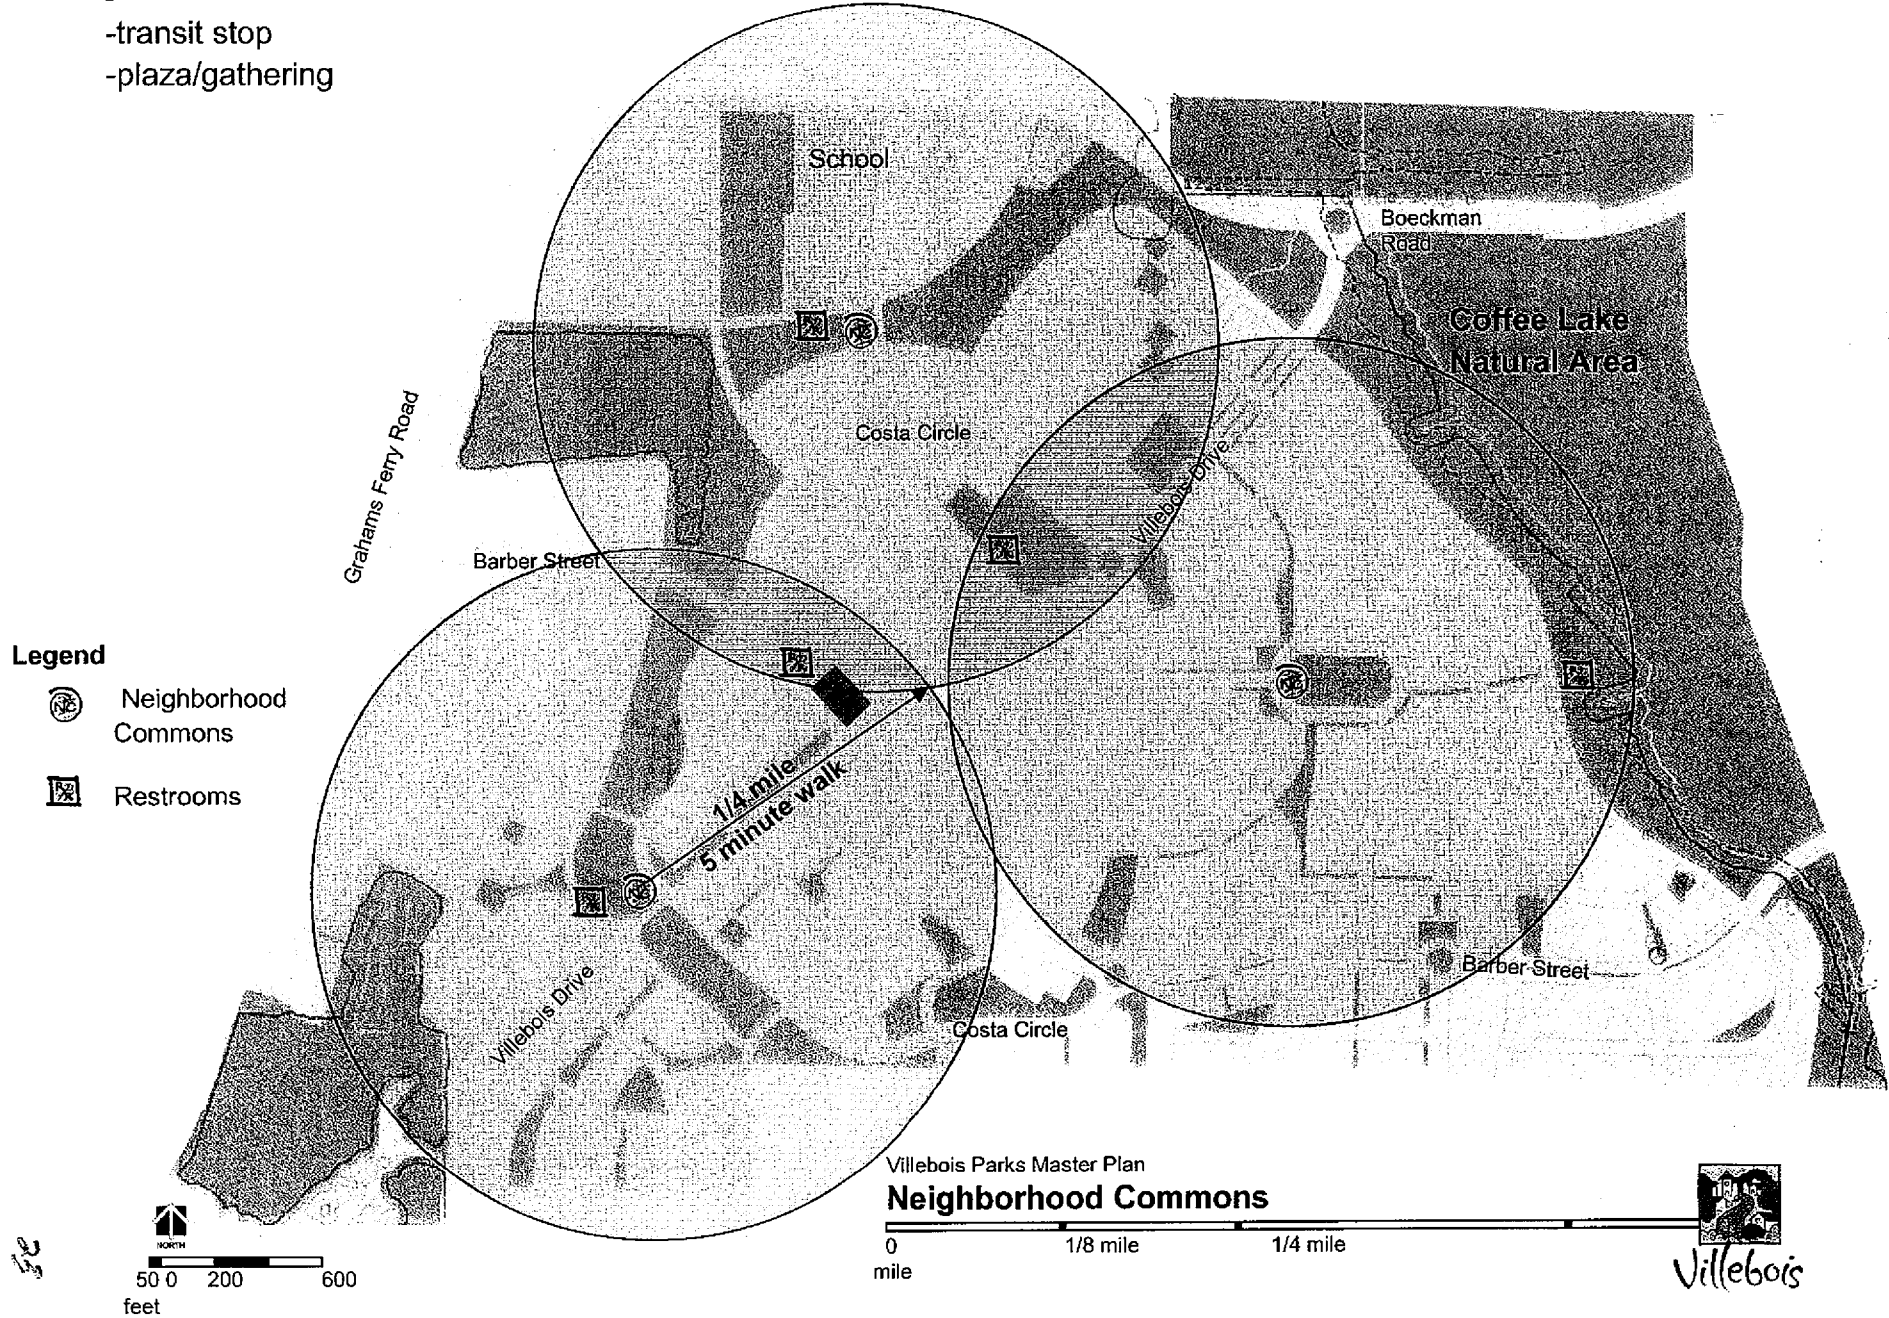 -transit stop
-plaza/gathering
School
Boeckman
Road
Coffee Lake
Natural Area
Costa Circle
Grahams Ferry Road
Villebois Drive
Barber Street
Legend
Neighborhood
Commons
Restrooms
1/4 mile
5 minute walk
Barber Street
Villebois Drive
Costa Circle
Villebois Parks Master Plan
Neighborhood Commons
0 1/8 mile 1/4 mile
mile
NORTH
50 0 200 600
feet
Villebois